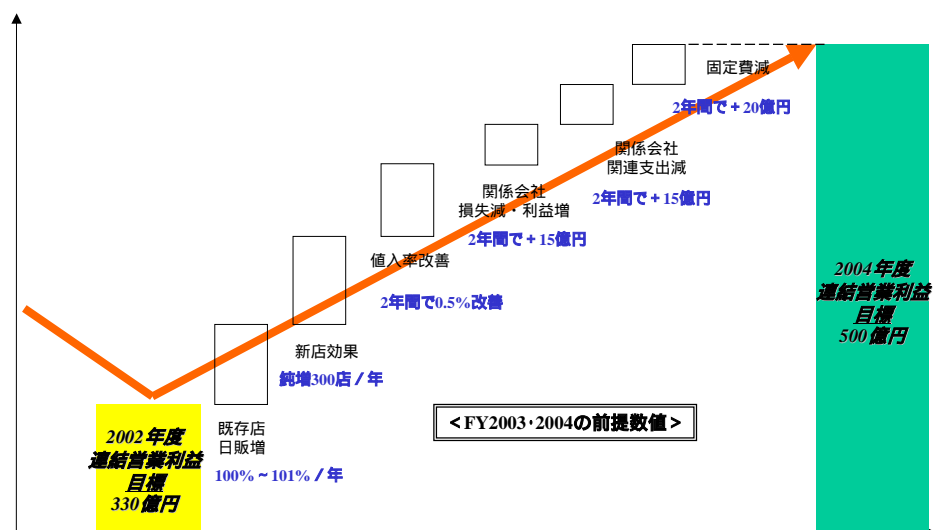 固定費減
2年間で+20億円
関係会社
関連支出減
2年間で+15億円
関係会社
損失減・利益増
2年間で+15億円
値入率改善
2年間で0.5%改善
新店効果
純増300店/年
既存店
日販増
100%~101%/年
<FY2003・2004の前提数値>
2002年度
連結営業利益
目標
330億円
2004年度
連結営業利益
目標
500億円